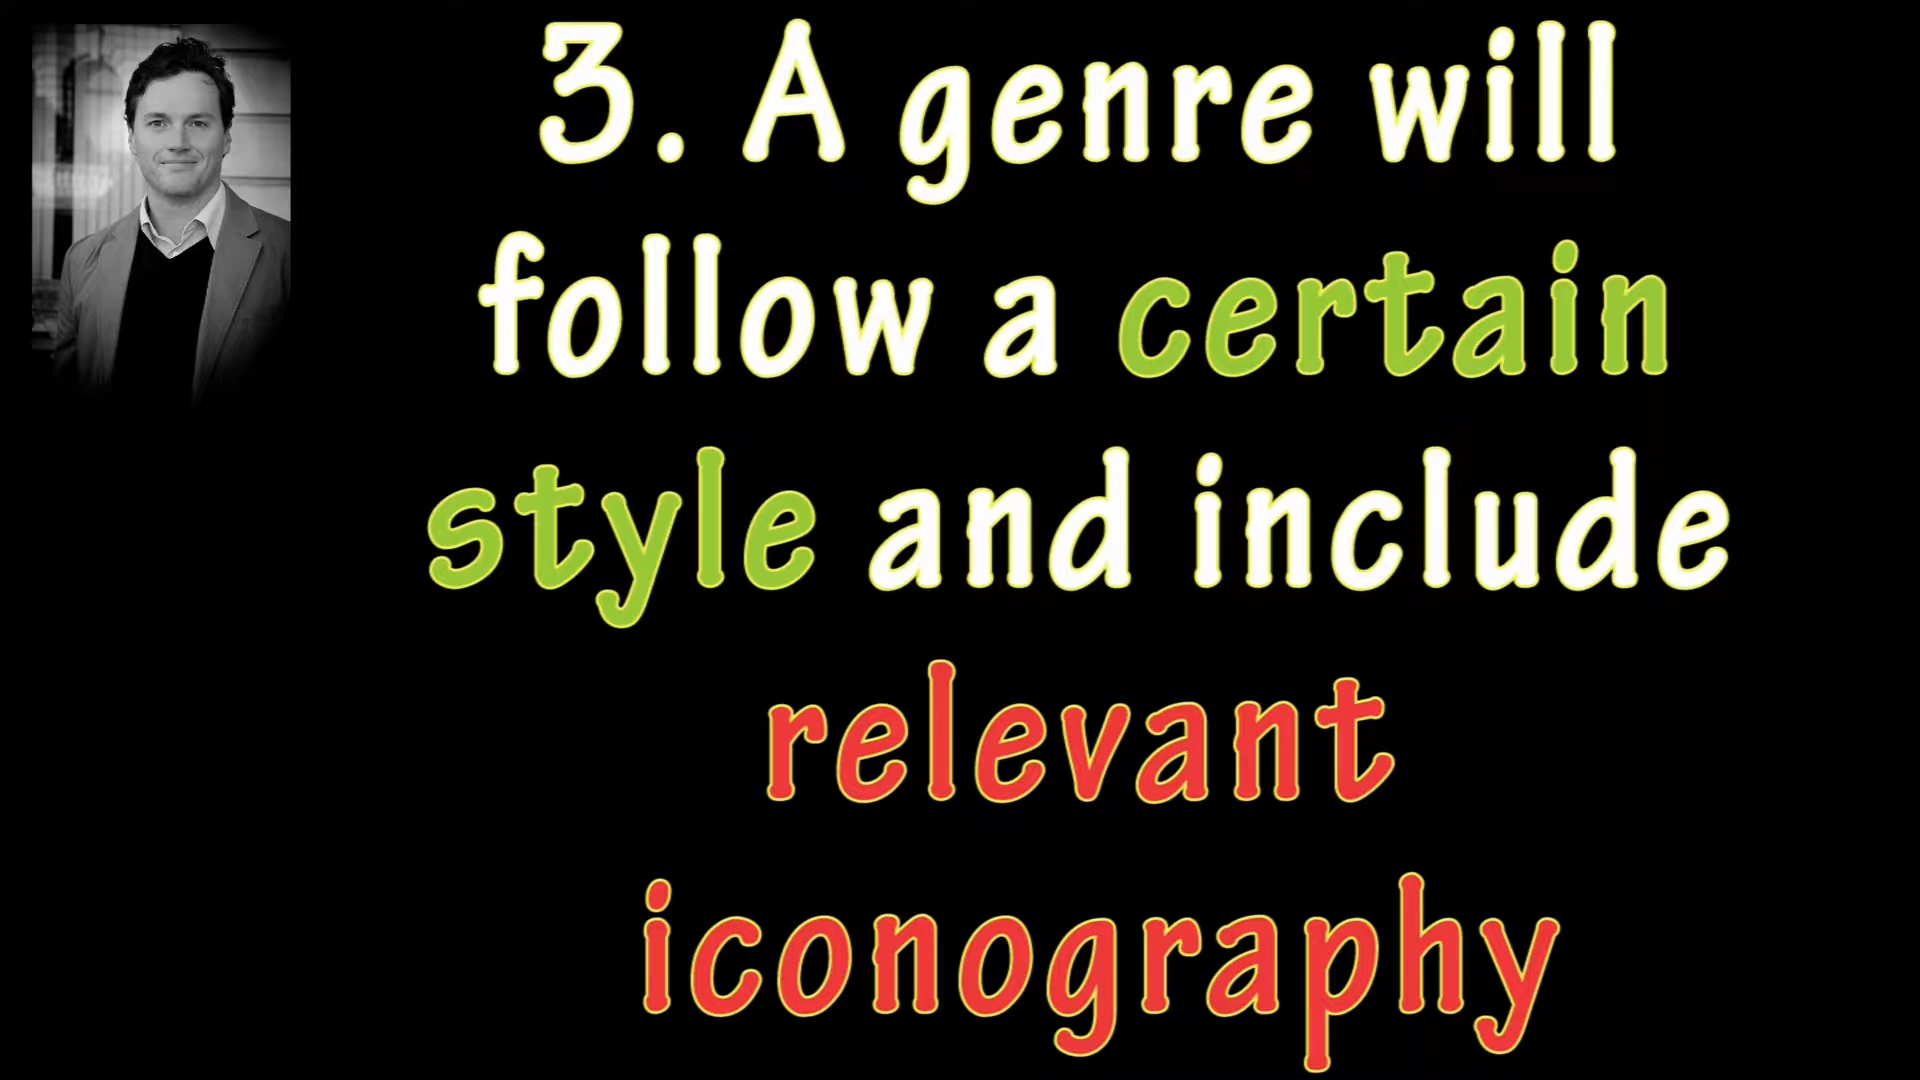 3. A genre will
follow a certain
style and include
relevant
iconography